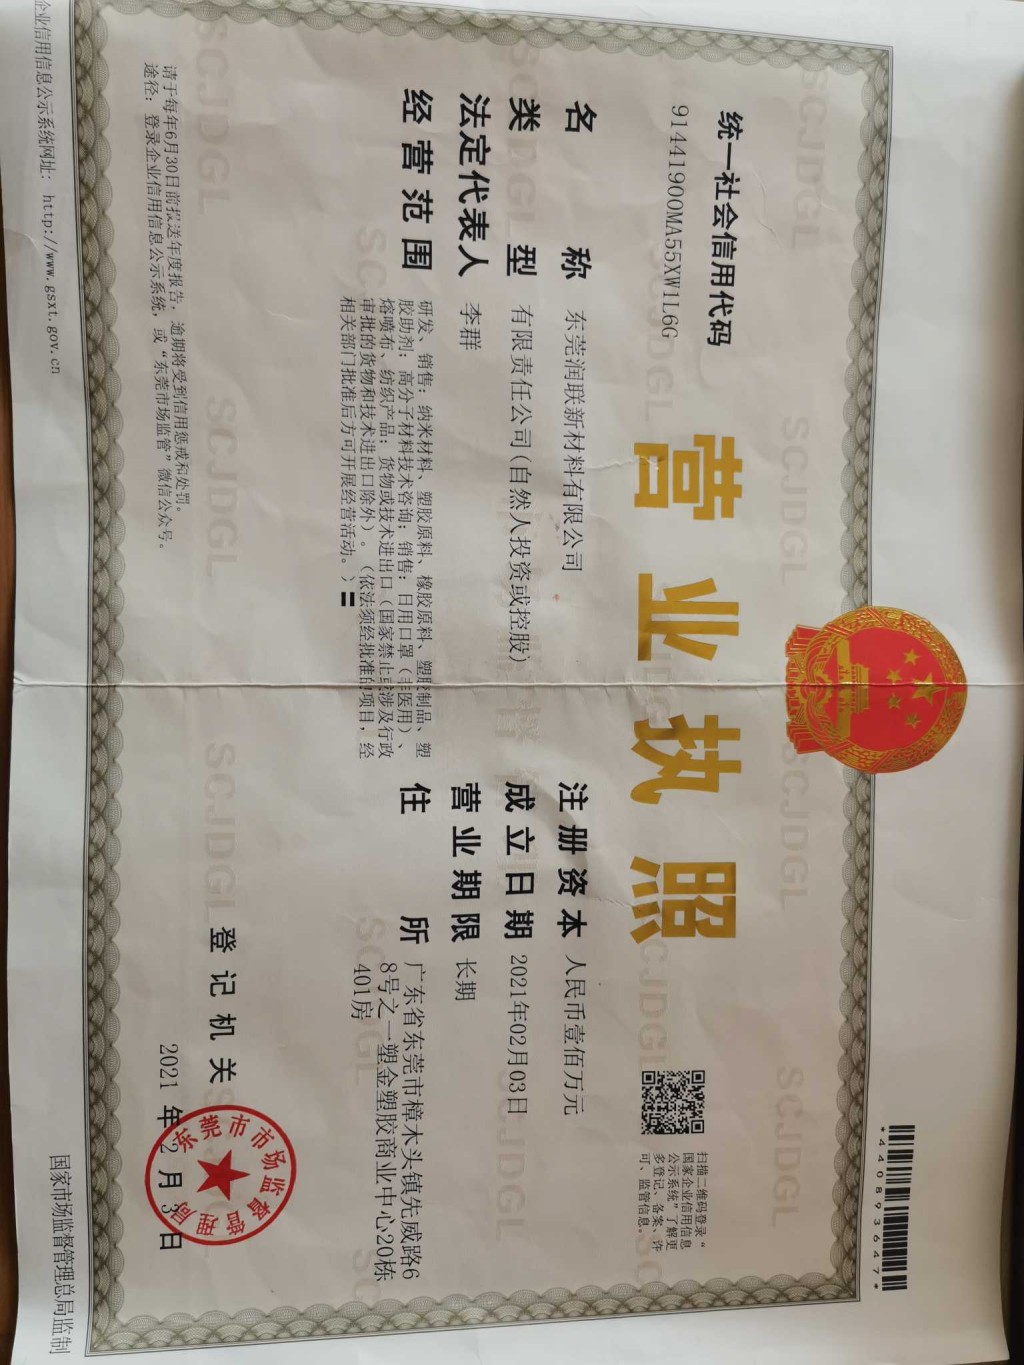 *440893647*
营业执照
统一社会信用代码
91441900MA55XW1L6G
扫描二维码登录“
国家企业信用信息
公示系统”了解更
多登记、备案、许
可、监管信息。
名称 东莞润联新材料有限公司
类型 有限责任公司(自然人投资或控股)
法定代表人 李群
经营范围 研发、销售：纳米材料、塑胶原料、橡胶原料、塑胶制品、塑
胶助剂；高分子材料技术咨询；销售：日用口罩（非医用）、
熔喷布、纺织产品；货物或技术进出口（国家禁止或涉及行政
审批的货物和技术进出口除外）。（依法须经批准的项目，经
相关部门批准后方可开展经营活动。）
注册资本 人民币壹佰万元
成立日期 2021年02月03日
营业期限 长期
住所 广东省东莞市樟木头镇先威路6
8号之一塑金塑胶商业中心20栋
401房
登记机关
东莞市市场监督管理局
2021 年 2 月 3 日
请于每年6月30日前报送年度报告，逾期将受到信用惩戒和处罚。
途径：登录企业信用信息公示系统，或“东莞市场监管”微信公众号。
企业信用信息公示系统网址：http://www.gsxt.gov.cn
国家市场监督管理总局监制
SCJDGL